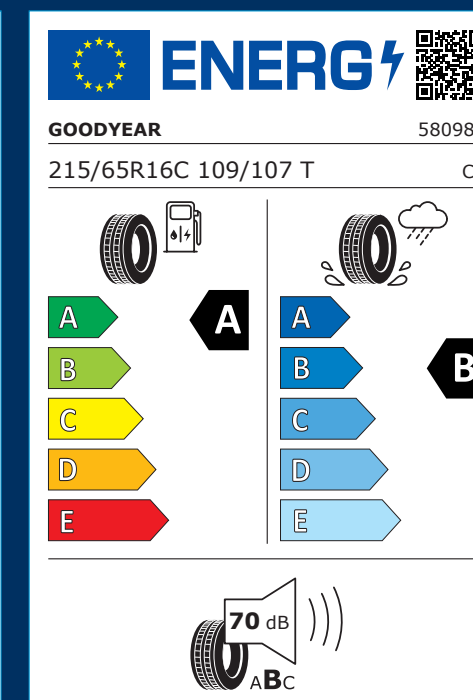 ENERG
GOODYEAR 58098
215/65R16C 109/107 T C
A A A
B B B
C C
D D
E E
70 dB
ABC